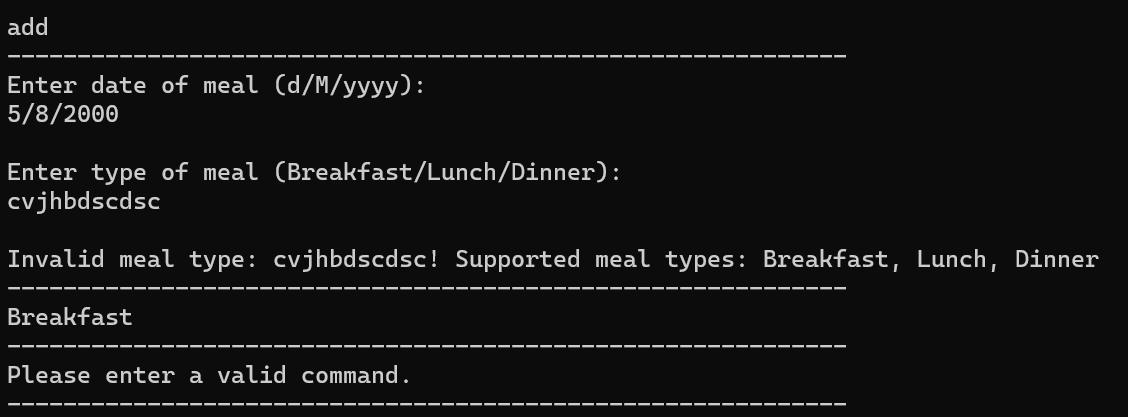 add
------------------------------------------------------------
Enter date of meal (d/M/yyyy):
5/8/2000
Enter type of meal (Breakfast/Lunch/Dinner):
cvjhbdscdsc
Invalid meal type: cvjhbdscdsc! Supported meal types: Breakfast, Lunch, Dinner
------------------------------------------------------------
Breakfast
------------------------------------------------------------
Please enter a valid command.
------------------------------------------------------------